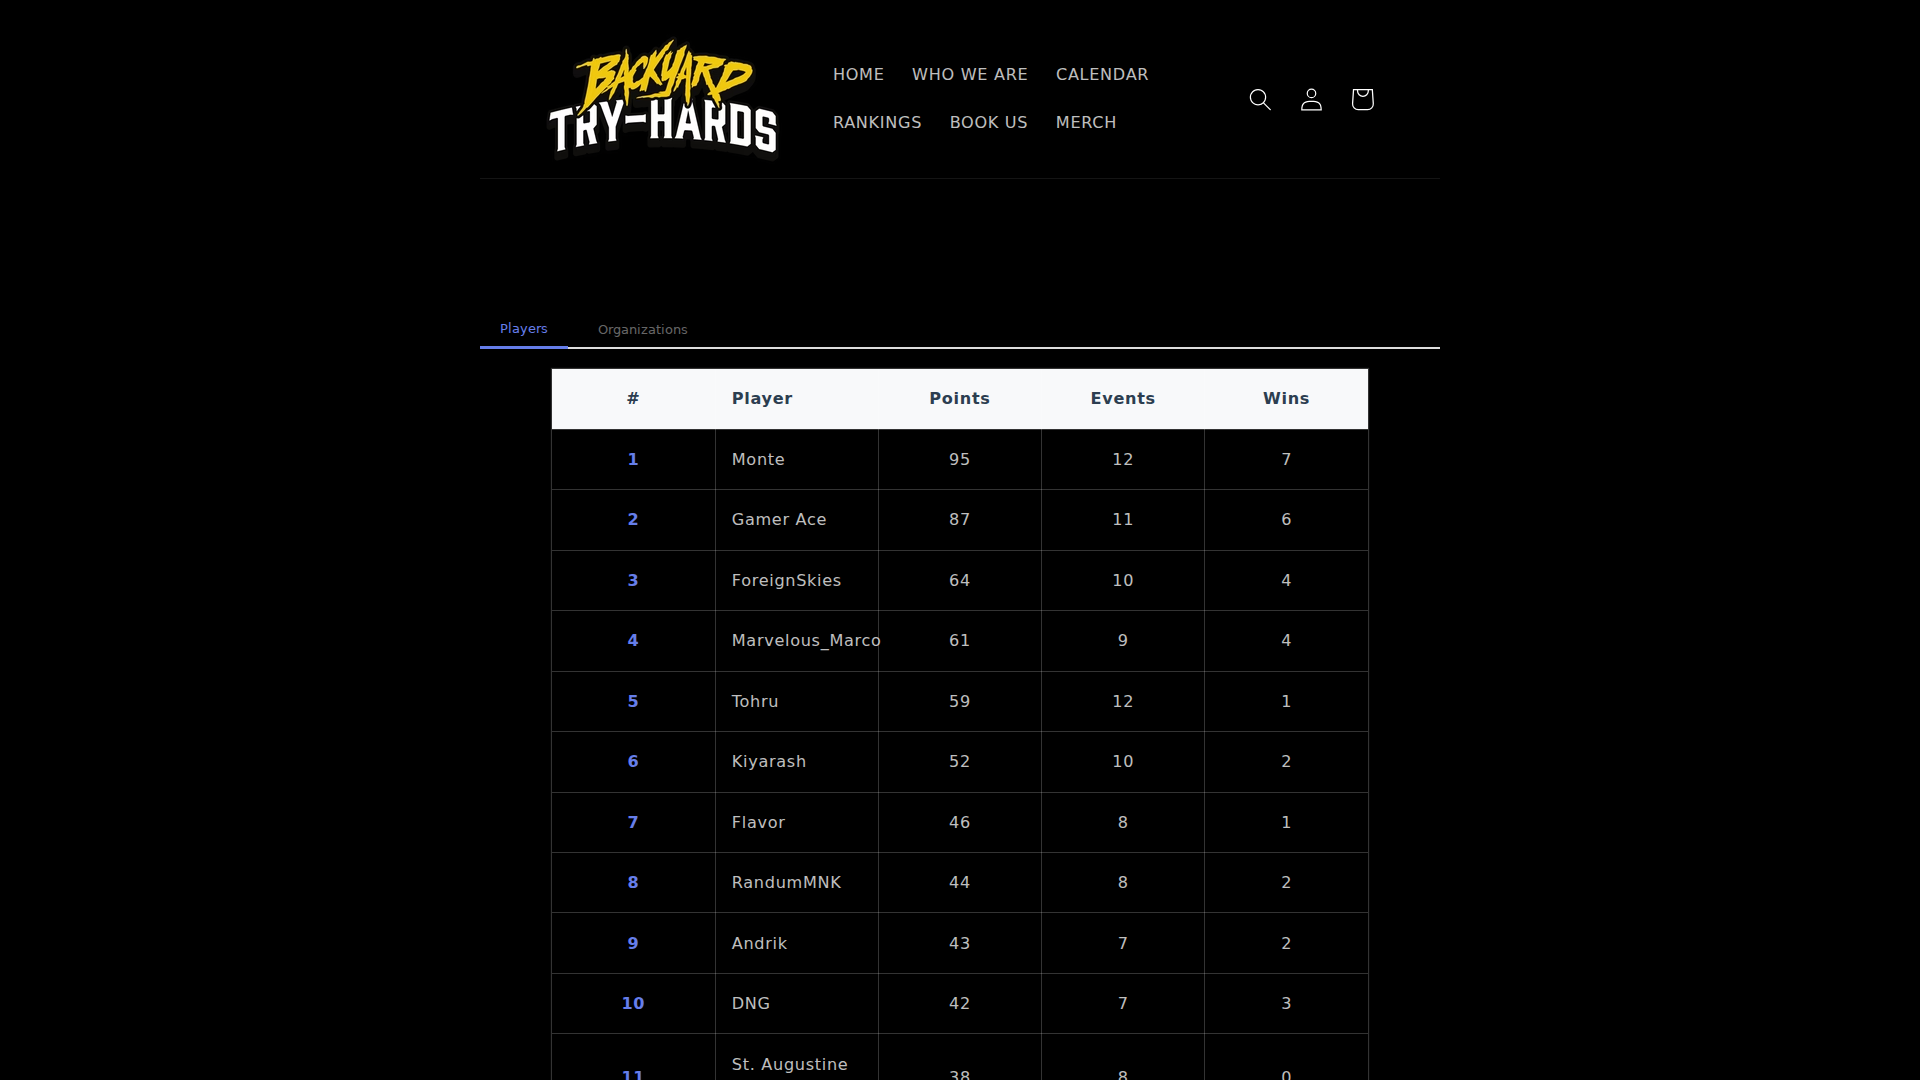 BACKYARD
TRY-HARDS
HOME WHO WE ARE CALENDAR
RANKINGS BOOK US MERCH
Players Organizations
# Player Points Events Wins
1 Monte 95 12 7
2 Gamer Ace 87 11 6
3 ForeignSkies 64 10 4
4 Marvelous_Marco 61 9 4
5 Tohru 59 12 1
6 Kiyarash 52 10 2
7 Flavor 46 8 1
8 RandumMNK 44 8 2
9 Andrik 43 7 2
10 DNG 42 7 3
St. Augustine
11 38 8 0